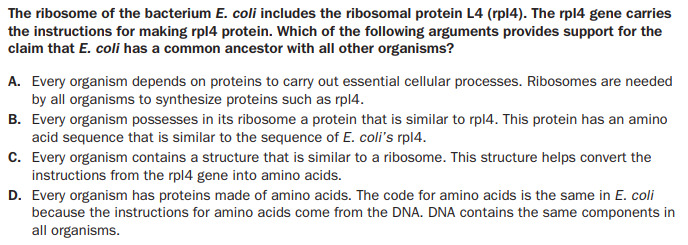 The ribosome of the bacterium E. coli includes the ribosomal protein L4 (rpl4). The rpl4 gene carries
the instructions for making rpl4 protein. Which of the following arguments provides support for the
claim that E. coli has a common ancestor with all other organisms?
A. Every organism depends on proteins to carry out essential cellular processes. Ribosomes are needed
by all organisms to synthesize proteins such as rpl4.
B. Every organism possesses in its ribosome a protein that is similar to rpl4. This protein has an amino
acid sequence that is similar to the sequence of E. coli's rpl4.
C. Every organism contains a structure that is similar to a ribosome. This structure helps convert the
instructions from the rpl4 gene into amino acids.
D. Every organism has proteins made of amino acids. The code for amino acids is the same in E. coli
because the instructions for amino acids come from the DNA. DNA contains the same components in
all organisms.